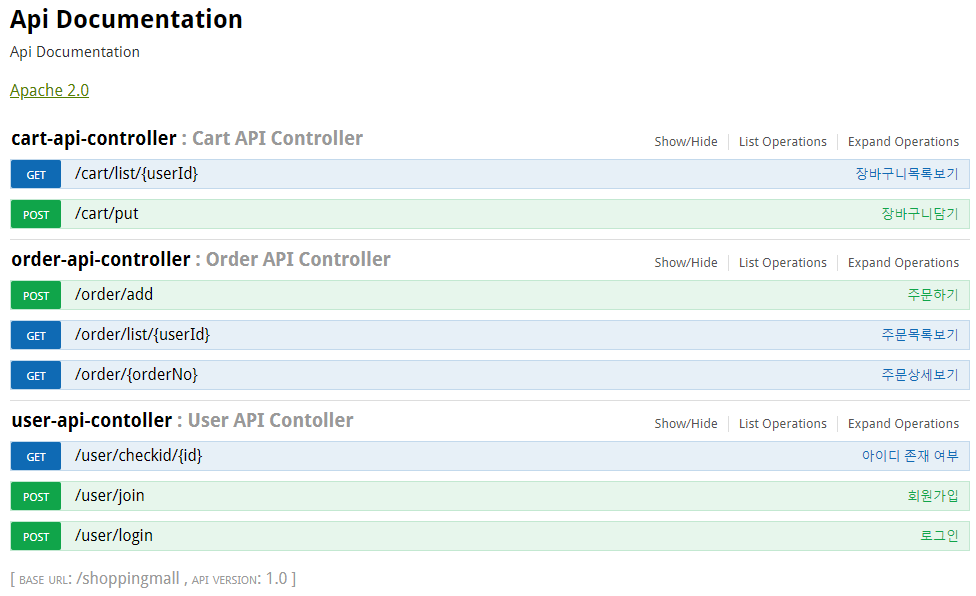 Api Documentation
Api Documentation
Apache 2.0
cart-api-controller : Cart API Controller Show/Hide List Operations Expand Operations
GET /cart/list/{userId} 장바구니목록보기
POST /cart/put 장바구니담기
order-api-controller : Order API Controller Show/Hide List Operations Expand Operations
POST /order/add 주문하기
GET /order/list/{userId} 주문목록보기
GET /order/{orderNo} 주문상세보기
user-api-contoller : User API Contoller Show/Hide List Operations Expand Operations
GET /user/checkid/{id} 아이디 존재 여부
POST /user/join 회원가입
POST /user/login 로그인
[ BASE URL: /shoppingmall , API VERSION: 1.0 ]